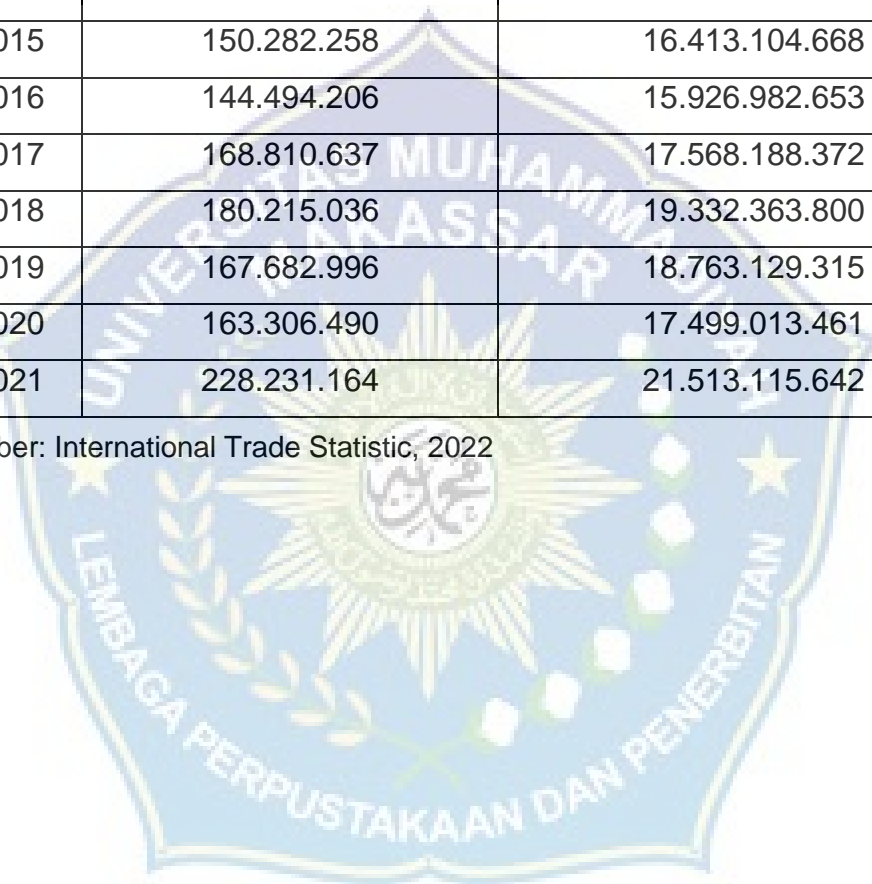 015 150.282.258 16.413.104.668
016 144.494.206 15.926.982.653
017 168.810.637 17.568.188.372
018 180.215.036 19.332.363.800
019 167.682.996 18.763.129.315
020 163.306.490 17.499.013.461
021 228.231.164 21.513.115.642
ber: International Trade Statistic, 2022
UNIVERSITAS MUHAMMADIYAH
MAKASSAR
LEMBAGA PERPUSTAKAAN DAN PENERBITAN